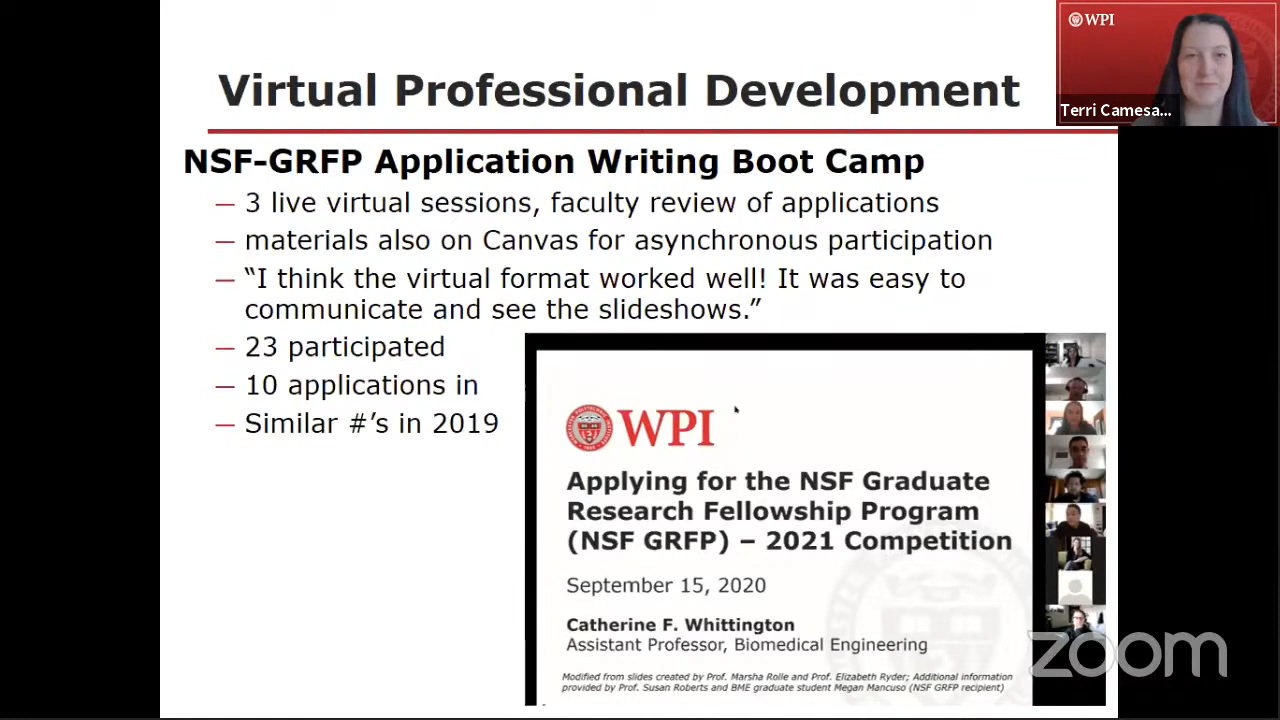 Virtual Professional Development
WPI
Terri Camesa...
NSF-GRFP Application Writing Boot Camp
— 3 live virtual sessions, faculty review of applications
— materials also on Canvas for asynchronous participation
— “I think the virtual format worked well! It was easy to
communicate and see the slideshows.”
— 23 participated
— 10 applications in
— Similar #’s in 2019
WPI
Applying for the NSF Graduate
Research Fellowship Program
(NSF GRFP) – 2021 Competition
September 15, 2020
Catherine F. Whittington
Assistant Professor, Biomedical Engineering
Modified from slides created by Prof. Marsha Rolle and Prof. Elizabeth Ryder; Additional information
provided by Prof. Susan Roberts and BME graduate student Megan Mancuso (NSF GRFP recipient)
zoom